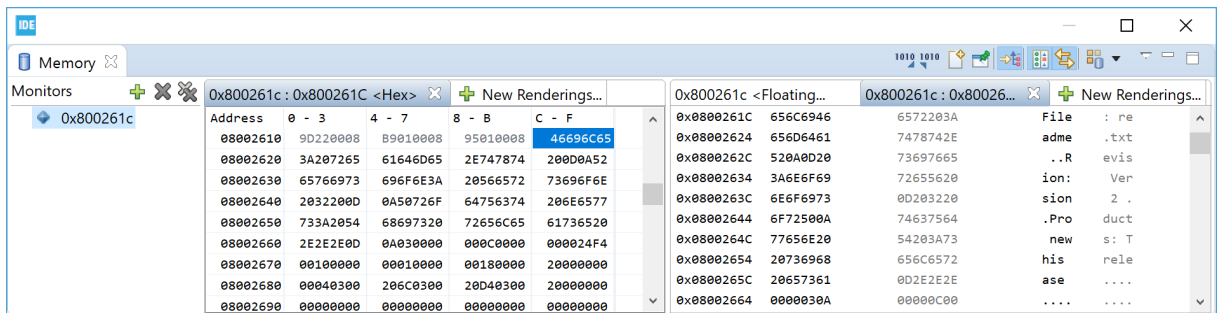 IDE
Memory
1010 1010
Monitors
0x800261c : 0x800261C <Hex> New Renderings...
0x800261c <Floating... 0x800261c : 0x80026... New Renderings...
0x800261c
Address 0 - 3 4 - 7 8 - B C - F
08002610 9D220008 B9010008 95010008 46696C65
08002620 3A207265 61646D65 2E747874 200D0A52
08002630 65766973 696F6E3A 20566572 73696F6E
08002640 2032200D 0A50726F 64756374 206E6577
08002650 733A2054 68697320 72656C65 61736520
08002660 2E2E2E0D 0A030000 000C0000 000024F4
08002670 00100000 00010000 00180000 20000000
08002680 00040300 206C0300 20D40300 20000000
08002690 00000000 00000000 00000000 00000000
0x0800261C 656C6946 6572203A File : re
0x08002624 656D6461 7478742E adme .txt
0x0800262C 520A0D20 73697665 ..R evis
0x08002634 3A6E6F69 72655620 ion: Ver
0x0800263C 6E6F6973 0D203220 sion 2 .
0x08002644 6F72500A 74637564 .Pro duct
0x0800264C 77656E20 54203A73 new s: T
0x08002654 20736968 656C6572 his rele
0x0800265C 20657361 0D2E2E2E ase ....
0x08002664 0000030A 00000C00 .... ....